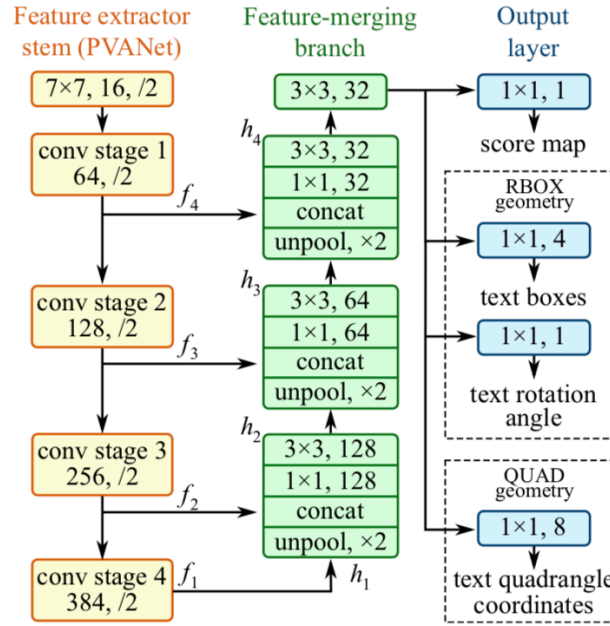 Feature extractor
stem (PVANet)
7×7, 16, /2
conv stage 1
64, /2
f4
conv stage 2
128, /2
f3
conv stage 3
256, /2
f2
conv stage 4
384, /2
f1
Feature-merging
branch
3×3, 32
h4
3×3, 32
1×1, 32
concat
unpool, ×2
h3
3×3, 64
1×1, 64
concat
unpool, ×2
h2
3×3, 128
1×1, 128
concat
unpool, ×2
h1
Output
layer
1×1, 1
score map
RBOX
geometry
1×1, 4
text boxes
1×1, 1
text rotation
angle
QUAD
geometry
1×1, 8
text quadrangle
coordinates